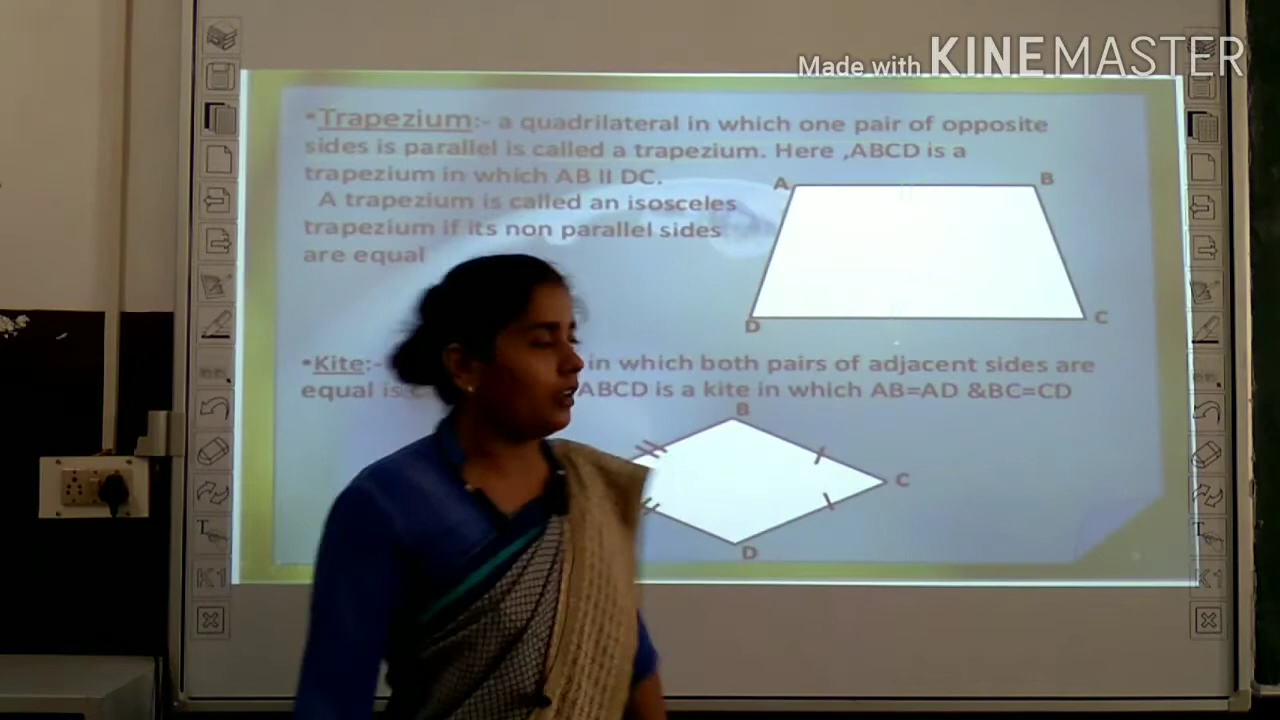 Made with KINEMASTER
•Trapezium:- a quadrilateral in which one pair of opposite
sides is parallel is called a trapezium. Here ,ABCD is a
trapezium in which AB II DC.
A trapezium is called an isosceles
trapezium if its non parallel sides
are equal
A B
D C
•Kite:- in which both pairs of adjacent sides are
equal is ABCD is a kite in which AB=AD &BC=CD
B
C
D
T T
K1 K1